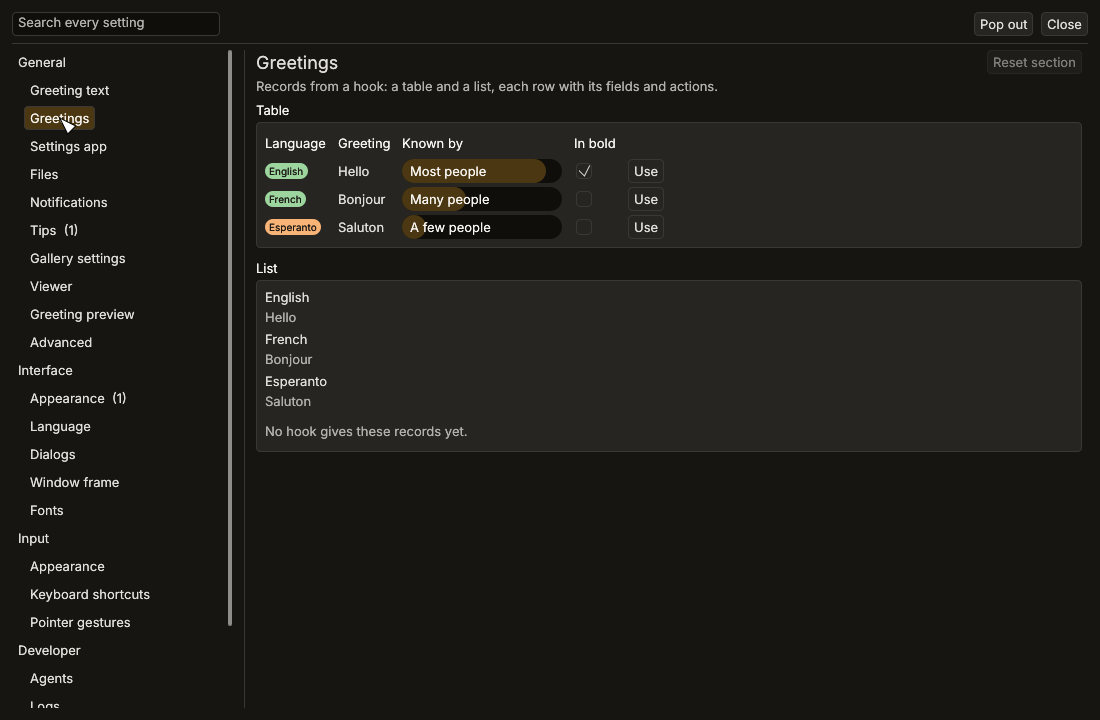 Search every setting
Pop out
Close
General
Greeting text
Greetings
Settings app
Files
Notifications
Tips (1)
Gallery settings
Viewer
Greeting preview
Advanced
Interface
Appearance (1)
Language
Dialogs
Window frame
Fonts
Input
Appearance
Keyboard shortcuts
Pointer gestures
Developer
Agents
Logs
Greetings
Reset section
Records from a hook: a table and a list, each row with its fields and actions.
Table
Language Greeting Known by In bold
English Hello Most people Use
French Bonjour Many people Use
Esperanto Saluton A few people Use
List
English
Hello
French
Bonjour
Esperanto
Saluton
No hook gives these records yet.